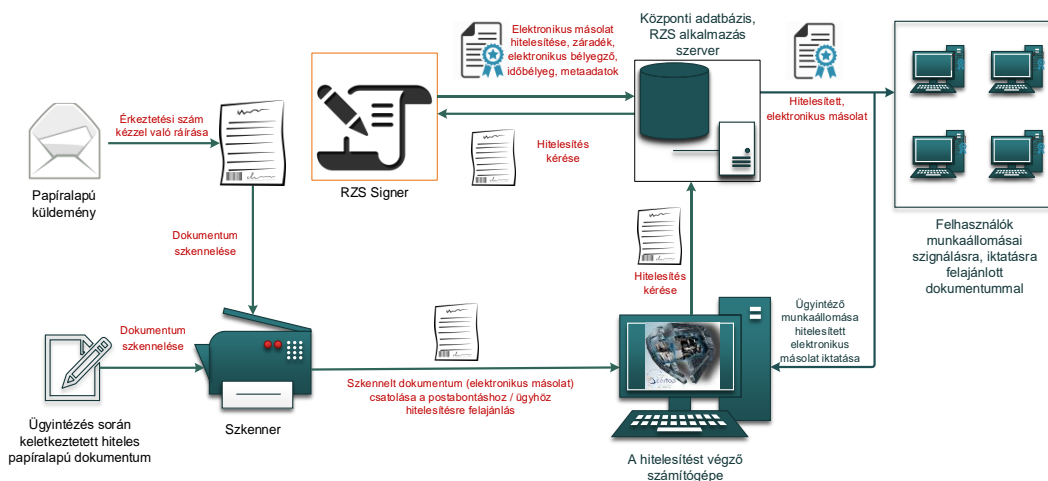 Elektronikus másolat
hitelesítése, záradék,
elektronikus bélyegző,
időbélyeg, metaadatok
Központi adatbázis,
RZS alkalmazás
szerver
Érkeztetési szám
kézzel való ráírása
Hitelesített,
elektronikus másolat
Hitelesítés
kérése
Papíralapú
küldemény
RZS Signer
Dokumentum
szkennelése
Felhasználók
munkaállomásai
szignálásra, iktatásra
felajánlott
dokumentummal
Hitelesítés
kérése
Ügyintéző
munkaállomása
hitelesített
elektronikus
másolat iktatása
Dokumentum
szkennelése
Szkennelt dokumentum (elektronikus másolat)
csatolása a postabontáshoz / ügyhöz
hitelesítésre felajánlás
Ügyintézés során
keletkeztetett hiteles
papíralapú dokumentum
Szkenner
A hitelesítést végző
számítógépe